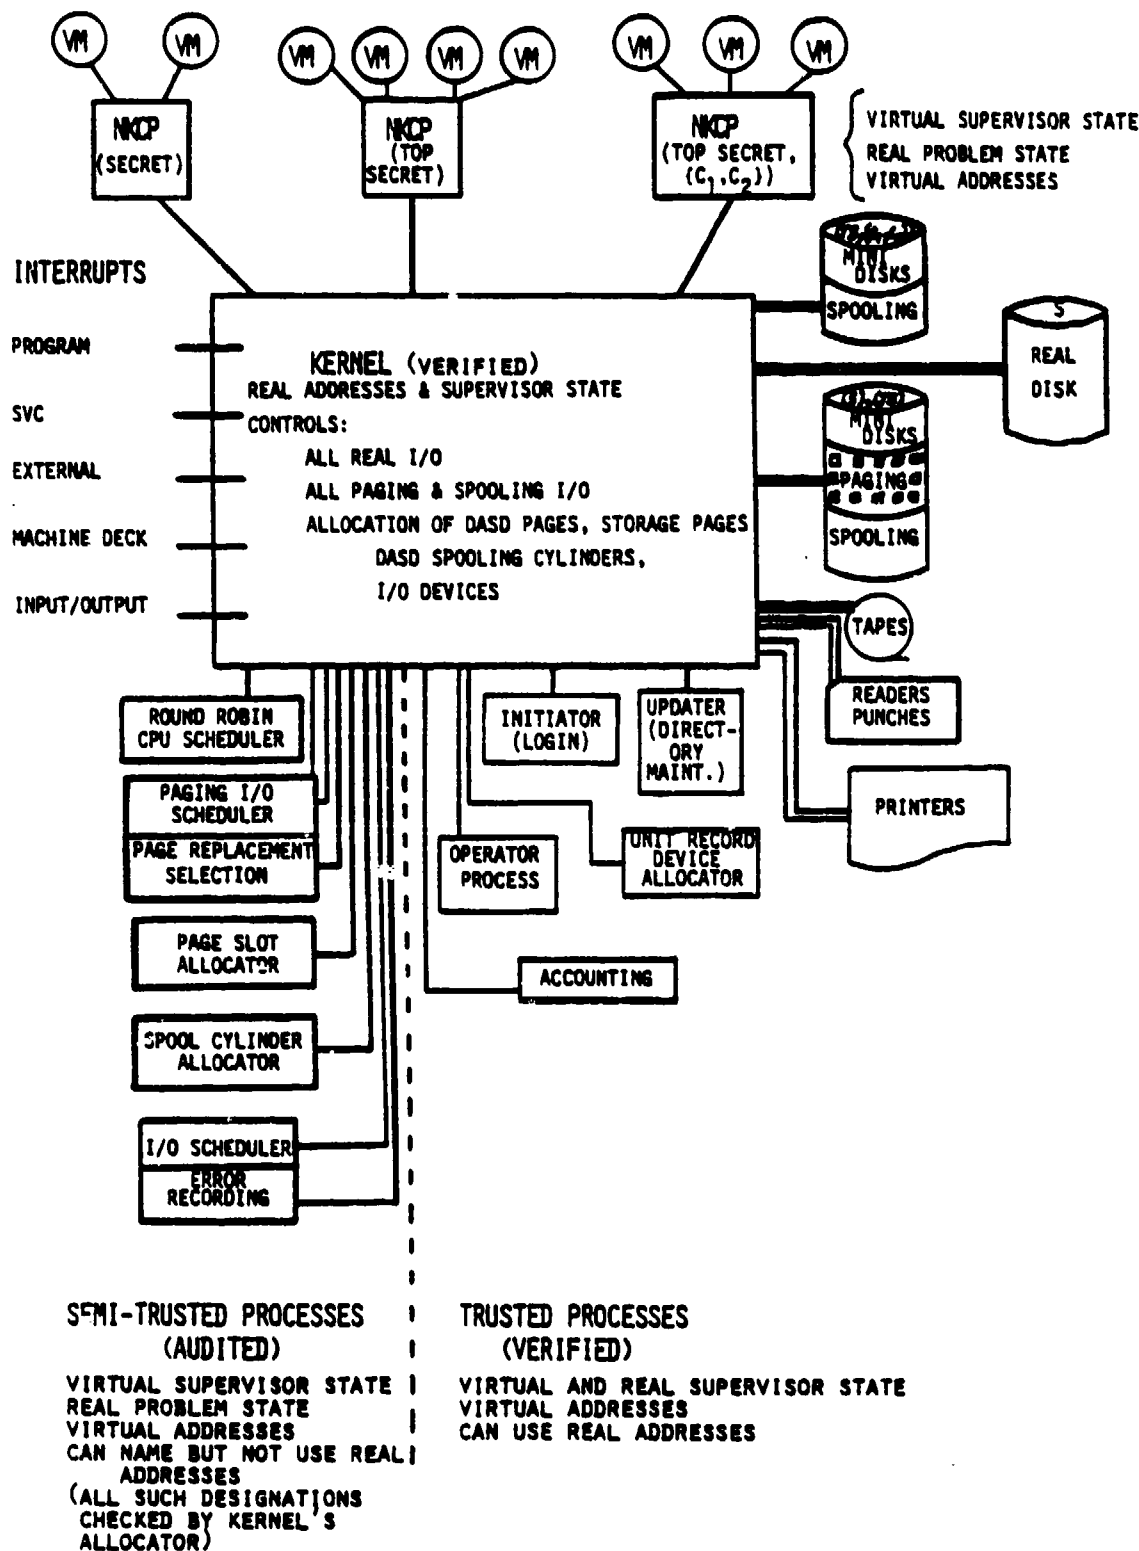 VM VM VM VM VM VM VM VM VM
NKCP
(SECRET)
NKCP
(TOP
SECRET)
NKCP
(TOP SECRET,
(C1,C2))
VIRTUAL SUPERVISOR STATE
REAL PROBLEM STATE
VIRTUAL ADDRESSES
INTERRUPTS
PROGRAM
SVC
EXTERNAL
MACHINE DECK
INPUT/OUTPUT
KERNEL (VERIFIED)
REAL ADDRESSES & SUPERVISOR STATE
CONTROLS:
ALL REAL I/O
ALL PAGING & SPOOLING I/O
ALLOCATION OF DASD PAGES, STORAGE PAGES
DASD SPOOLING CYLINDERS,
I/O DEVICES
MINI
DISKS
SPOOLING
S
REAL
DISK
MINI
DISKS
PAGING
SPOOLING
TAPES
READERS
PUNCHES
PRINTERS
ROUND ROBIN
CPU SCHEDULER
PAGING I/O
SCHEDULER
PAGE REPLACEMENT
SELECTION
PAGE SLOT
ALLOCATOR
SPOOL CYLINDER
ALLOCATOR
I/O SCHEDULER
ERROR
RECORDING
INITIATOR
(LOGIN)
UPDATER
(DIRECT-
ORY
MAINT.)
OPERATOR
PROCESS
UNIT RECORD
DEVICE
ALLOCATOR
ACCOUNTING
SEMI-TRUSTED PROCESSES
(AUDITED)
VIRTUAL SUPERVISOR STATE
REAL PROBLEM STATE
VIRTUAL ADDRESSES
CAN NAME BUT NOT USE REAL
ADDRESSES
(ALL SUCH DESIGNATIONS
CHECKED BY KERNEL'S
ALLOCATOR)
TRUSTED PROCESSES
(VERIFIED)
VIRTUAL AND REAL SUPERVISOR STATE
VIRTUAL ADDRESSES
CAN USE REAL ADDRESSES